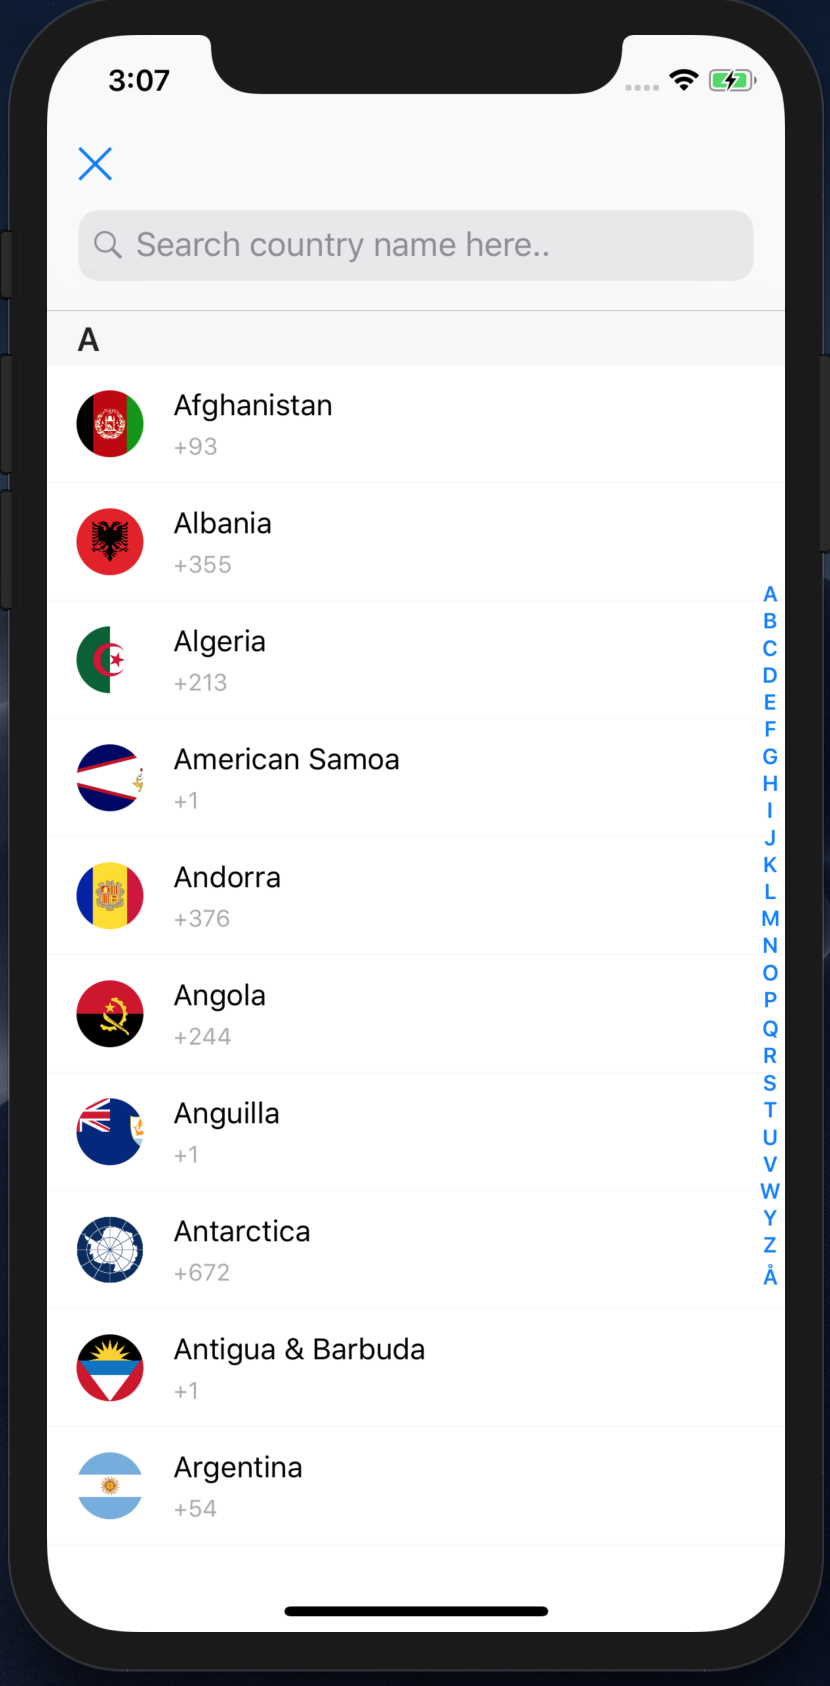 3:07
Search country name here..
A
Afghanistan
+93
Albania
+355
Algeria
+213
American Samoa
+1
Andorra
+376
Angola
+244
Anguilla
+1
Antarctica
+672
Antigua & Barbuda
+1
Argentina
+54
A
B
C
D
E
F
G
H
I
J
K
L
M
N
O
P
Q
R
S
T
U
V
W
Y
Z
Å